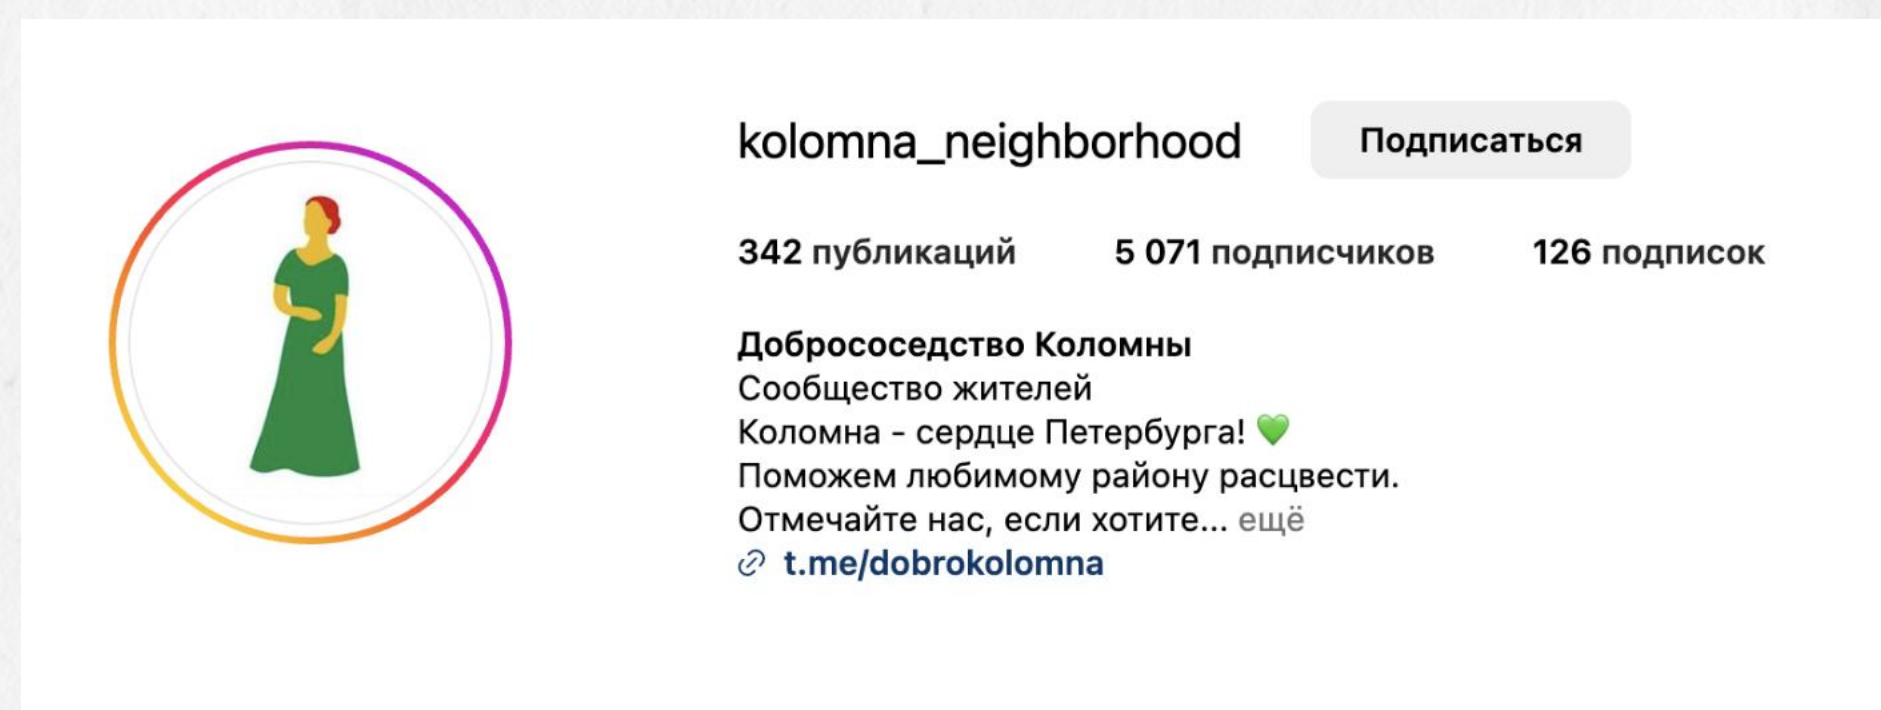 kolomna_neighborhood Подписаться
342 публикаций 5 071 подписчиков 126 подписок
Добрососедство Коломны
Сообщество жителей
Коломна - сердце Петербурга! 💚
Поможем любимому району расцвести.
Отмечайте нас, если хотите... ещё
t.me/dobrokolomna